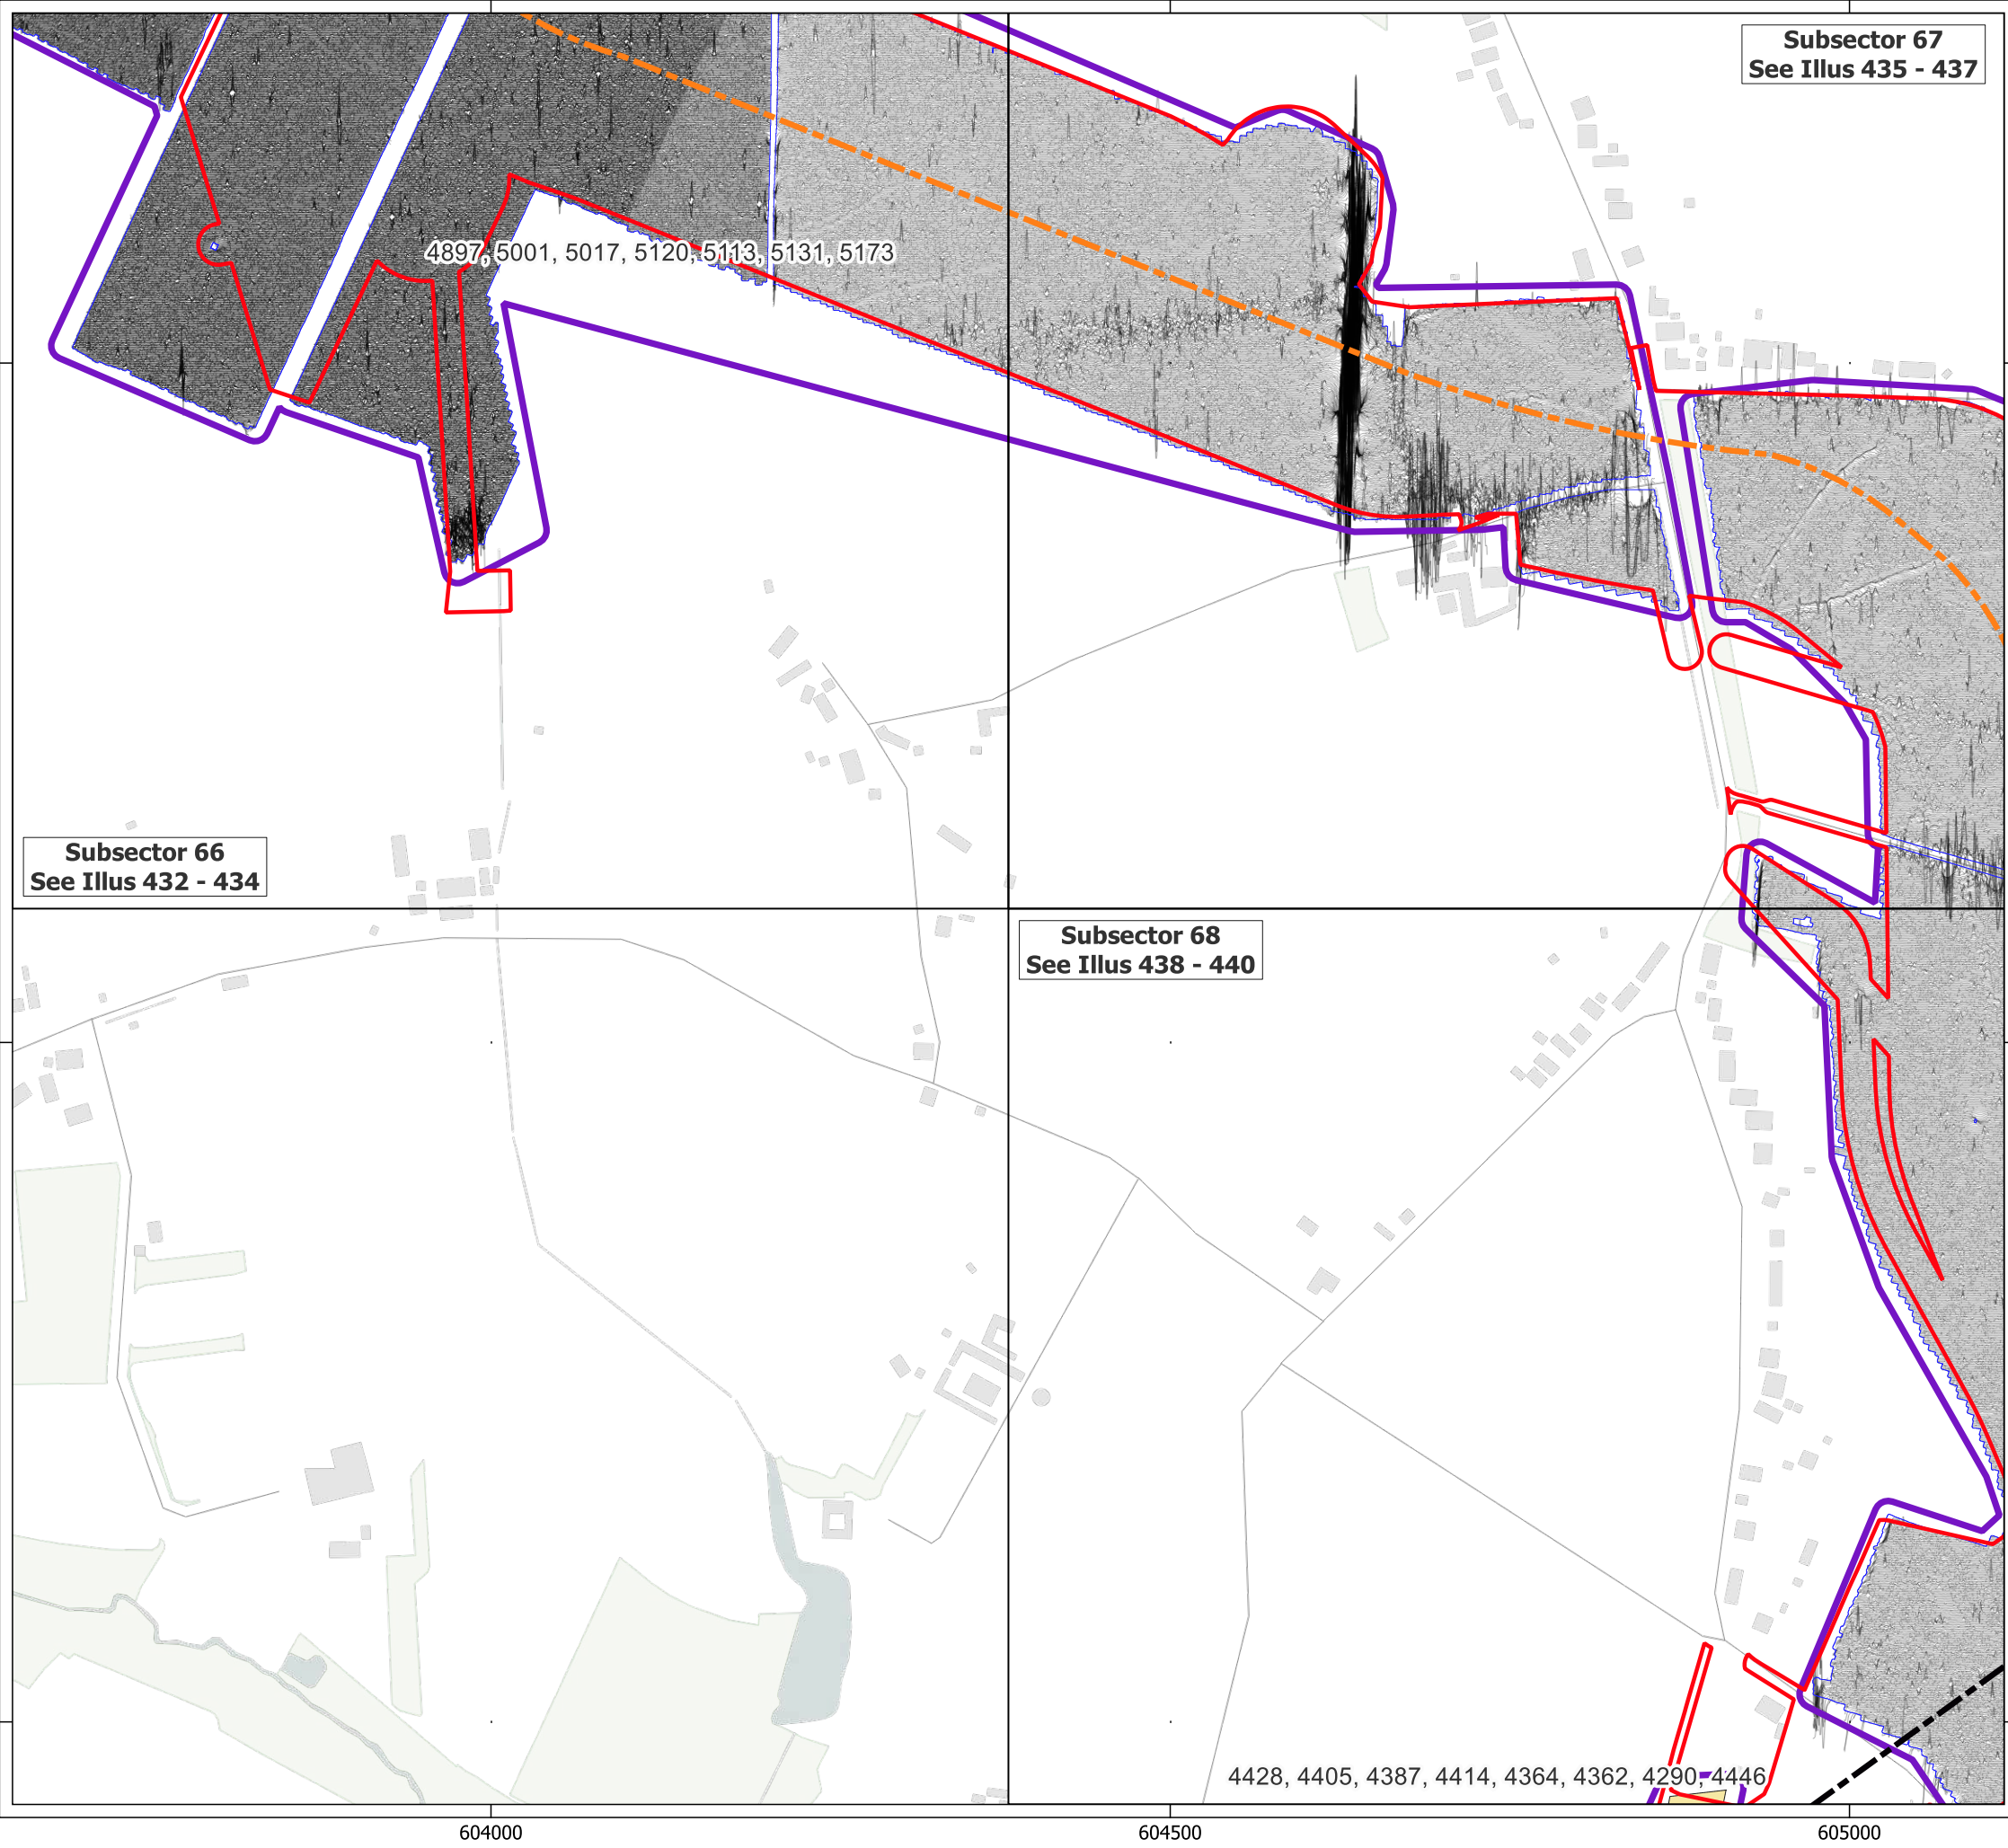 Subsector 67
See Illus 435 - 437
4897, 5001, 5017, 5120, 5113, 5131, 5173
Subsector 66
See Illus 432 - 434
Subsector 68
See Illus 438 - 440
4428, 4405, 4387, 4414, 4364, 4362, 4290, 4446
604000
604500
605000